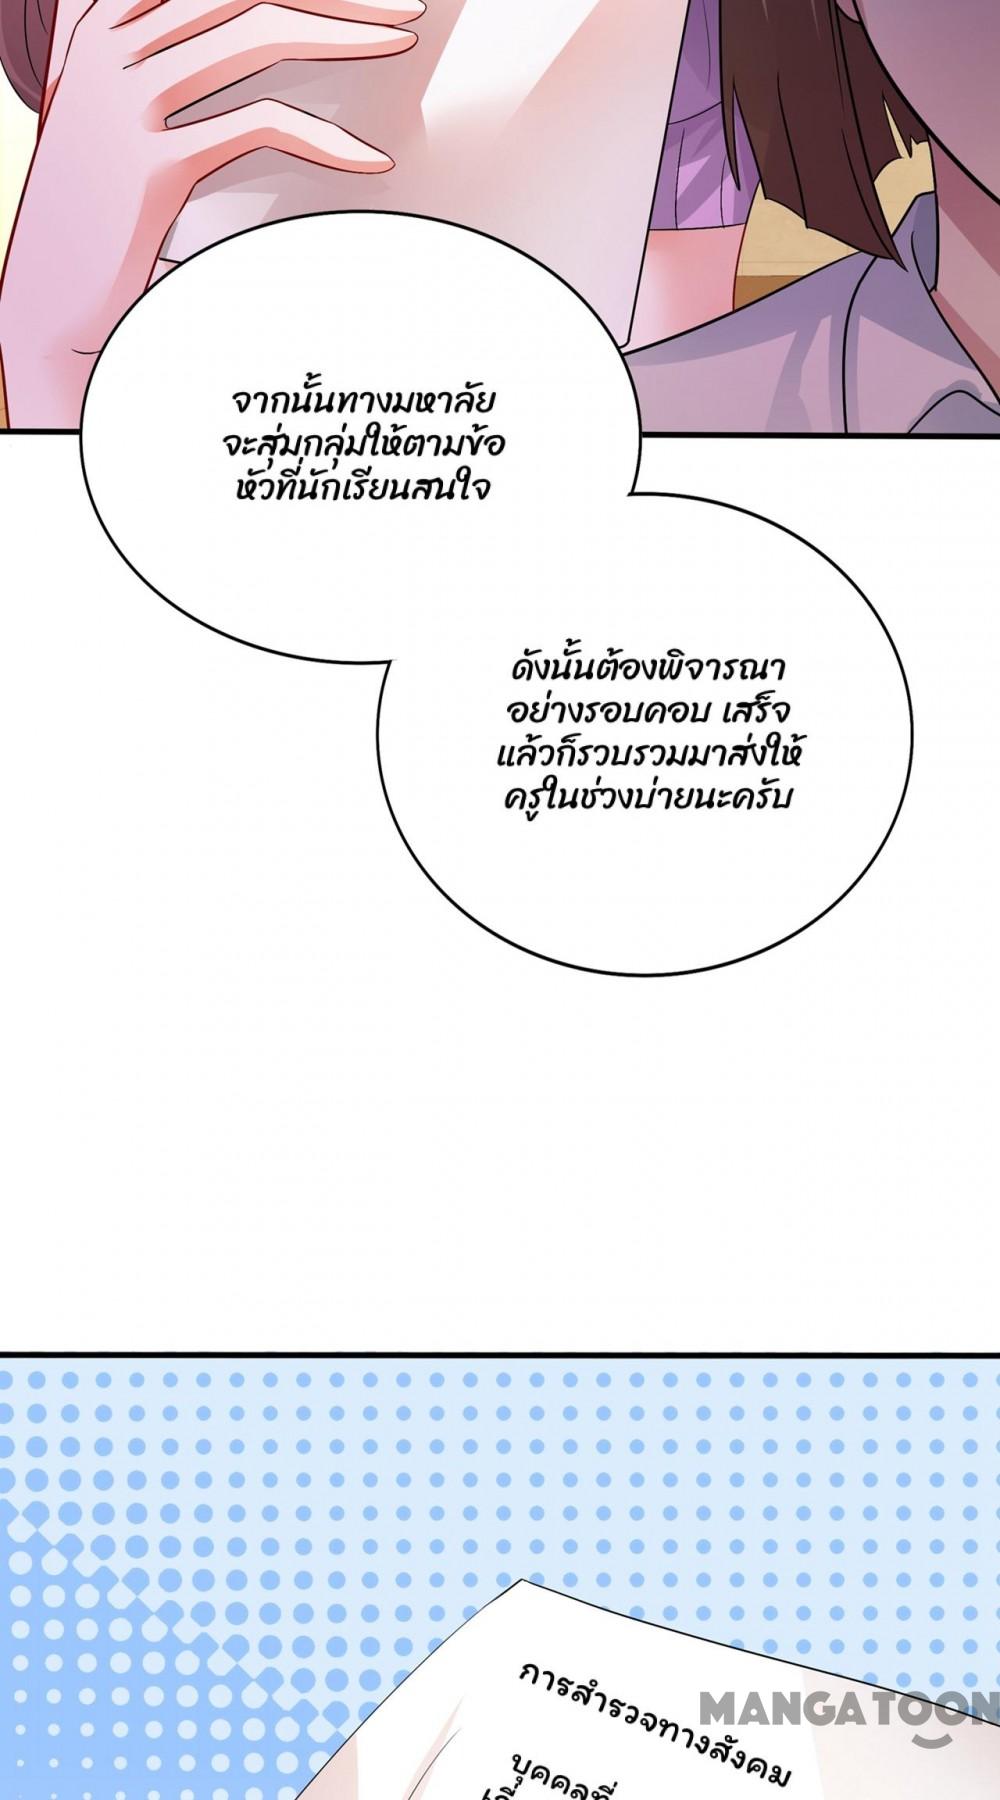 จากนั้นทางมหาลัย
จะสุ่มกลุ่มให้ตามข้อ
หัวที่นักเรียนสนใจ
ดังนั้นต้องพิจารณา
อย่างรอบคอบ เสร็จ
แล้วก็รวบรวมมาส่งให้
ครูในช่วงบ่ายนะครับ
การสำรวจทางสังคม
MANGATOON
บุคคลที่